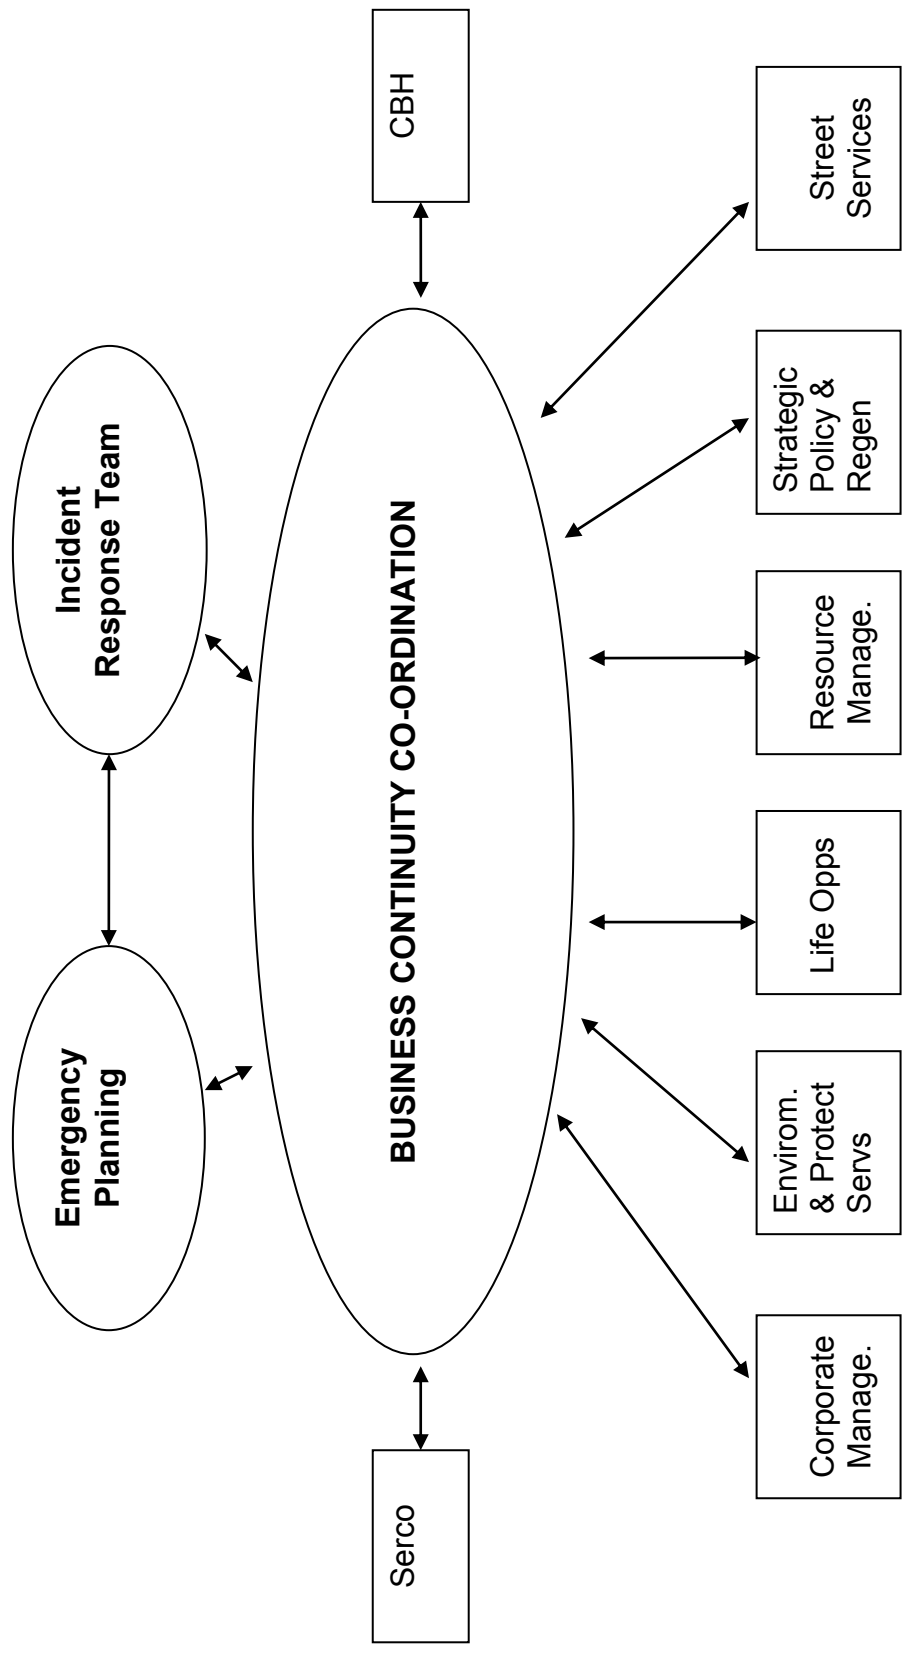 Emergency
Planning
Incident
Response Team
Serco
BUSINESS CONTINUITY CO-ORDINATION
CBH
Corporate
Manage.
Envirom.
& Protect
Servs
Life Opps
Resource
Manage.
Strategic
Policy &
Regen
Street
Services